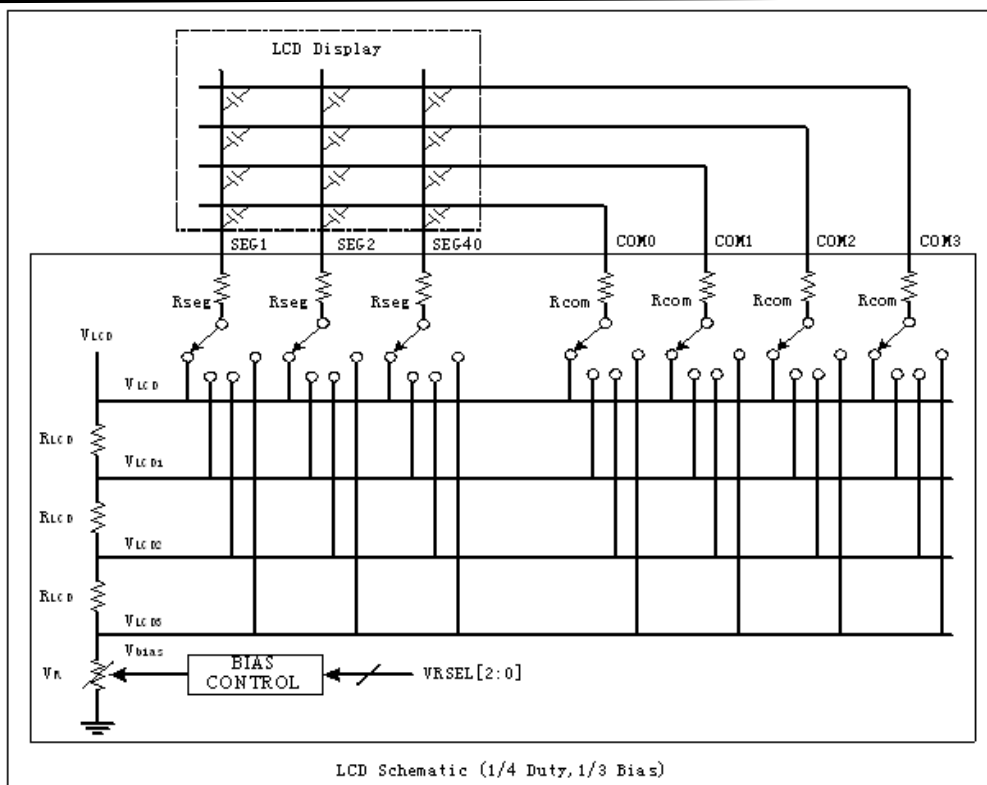 LCD Display
SEG1 SEG2 SEG40 COM0 COM1 COM2 COM3
Rseg Rseg Rseg Rcom Rcom Rcom Rcom
VLCD
VLCD
RLCD
VLCD1
RLCD
VLCD2
RLCD
VLCD3
Vbias
VR
BIAS
CONTROL
VRSEL[2:0]
LCD Schematic (1/4 Duty,1/3 Bias)